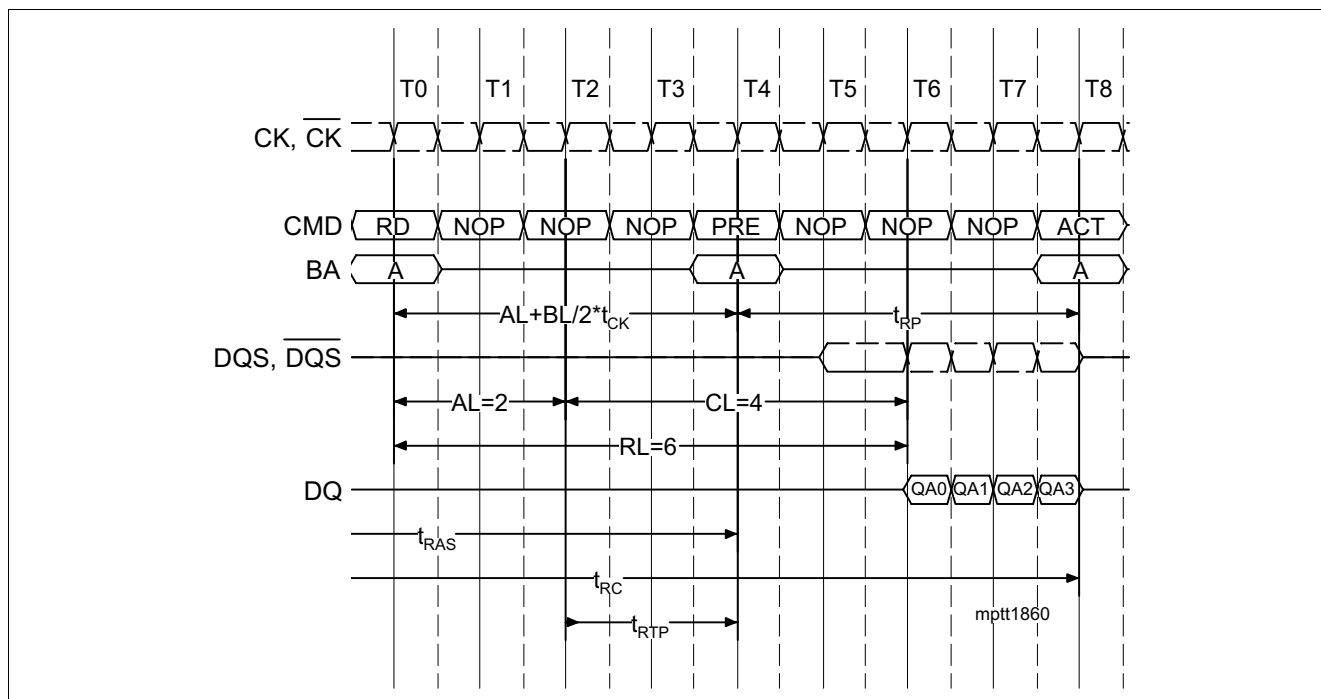 T0 T1 T2 T3 T4 T5 T6 T7 T8
CK, C̅K̅
CMD RD NOP NOP NOP PRE NOP NOP NOP ACT
BA A A A
AL+BL/2*tCK tRP
DQS, D̅Q̅S̅
AL=2 CL=4
RL=6
DQ QA0 QA1 QA2 QA3
tRAS
tRC
mptt1860
tRTP